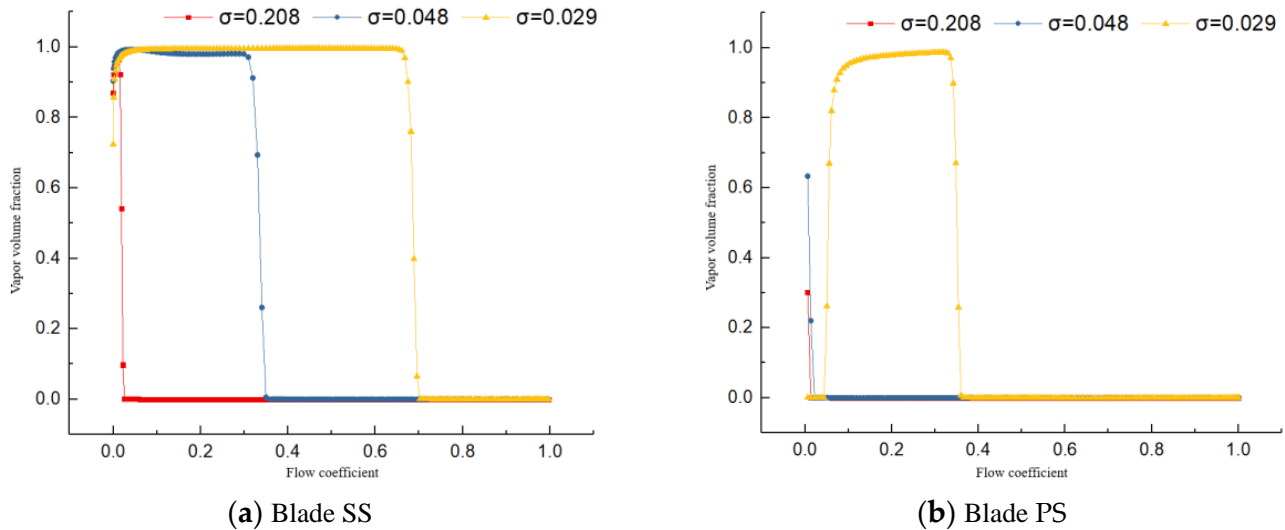 σ=0.208 σ=0.048 σ=0.029
1.0
0.8
0.6
0.4
0.2
0.0
Vapor volume fraction
0.0 0.2 0.4 0.6 0.8 1.0
Flow coefficient
(a) Blade SS
σ=0.208 σ=0.048 σ=0.029
1.0
0.8
0.6
0.4
0.2
0.0
Vapor volume fraction
0.0 0.2 0.4 0.6 0.8 1.0
Flow coefficient
(b) Blade PS